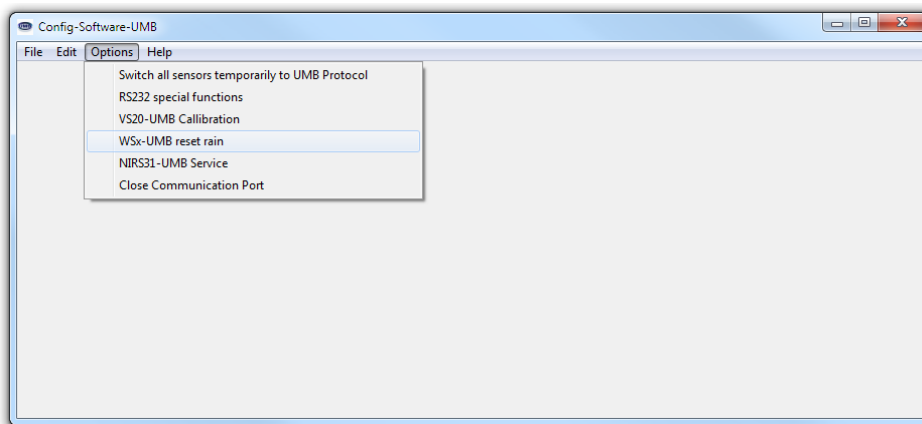 Config-Software-UMB
File Edit Options Help
Switch all sensors temporarily to UMB Protocol
RS232 special functions
VS20-UMB Callibration
WSx-UMB reset rain
NIRS31-UMB Service
Close Communication Port